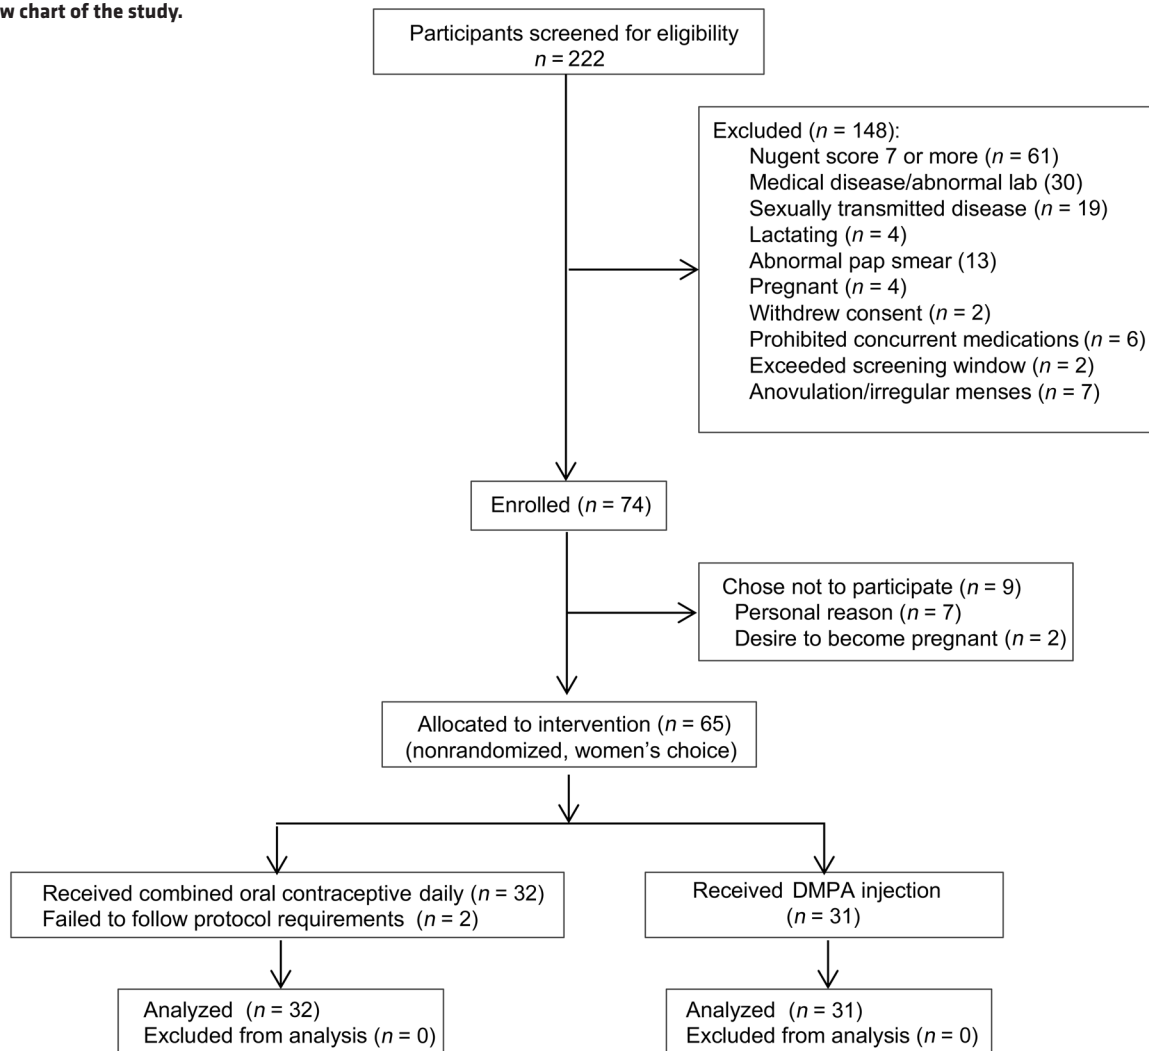 w chart of the study.
Participants screened for eligibility
n = 222
Excluded (n = 148):
Nugent score 7 or more (n = 61)
Medical disease/abnormal lab (30)
Sexually transmitted disease (n = 19)
Lactating (n = 4)
Abnormal pap smear (13)
Pregnant (n = 4)
Withdrew consent (n = 2)
Prohibited concurrent medications (n = 6)
Exceeded screening window (n = 2)
Anovulation/irregular menses (n = 7)
Enrolled (n = 74)
Chose not to participate (n = 9)
Personal reason (n = 7)
Desire to become pregnant (n = 2)
Allocated to intervention (n = 65)
(nonrandomized, women’s choice)
Received combined oral contraceptive daily (n = 32)
Failed to follow protocol requirements (n = 2)
Received DMPA injection
(n = 31)
Analyzed (n = 32)
Excluded from analysis (n = 0)
Analyzed (n = 31)
Excluded from analysis (n = 0)